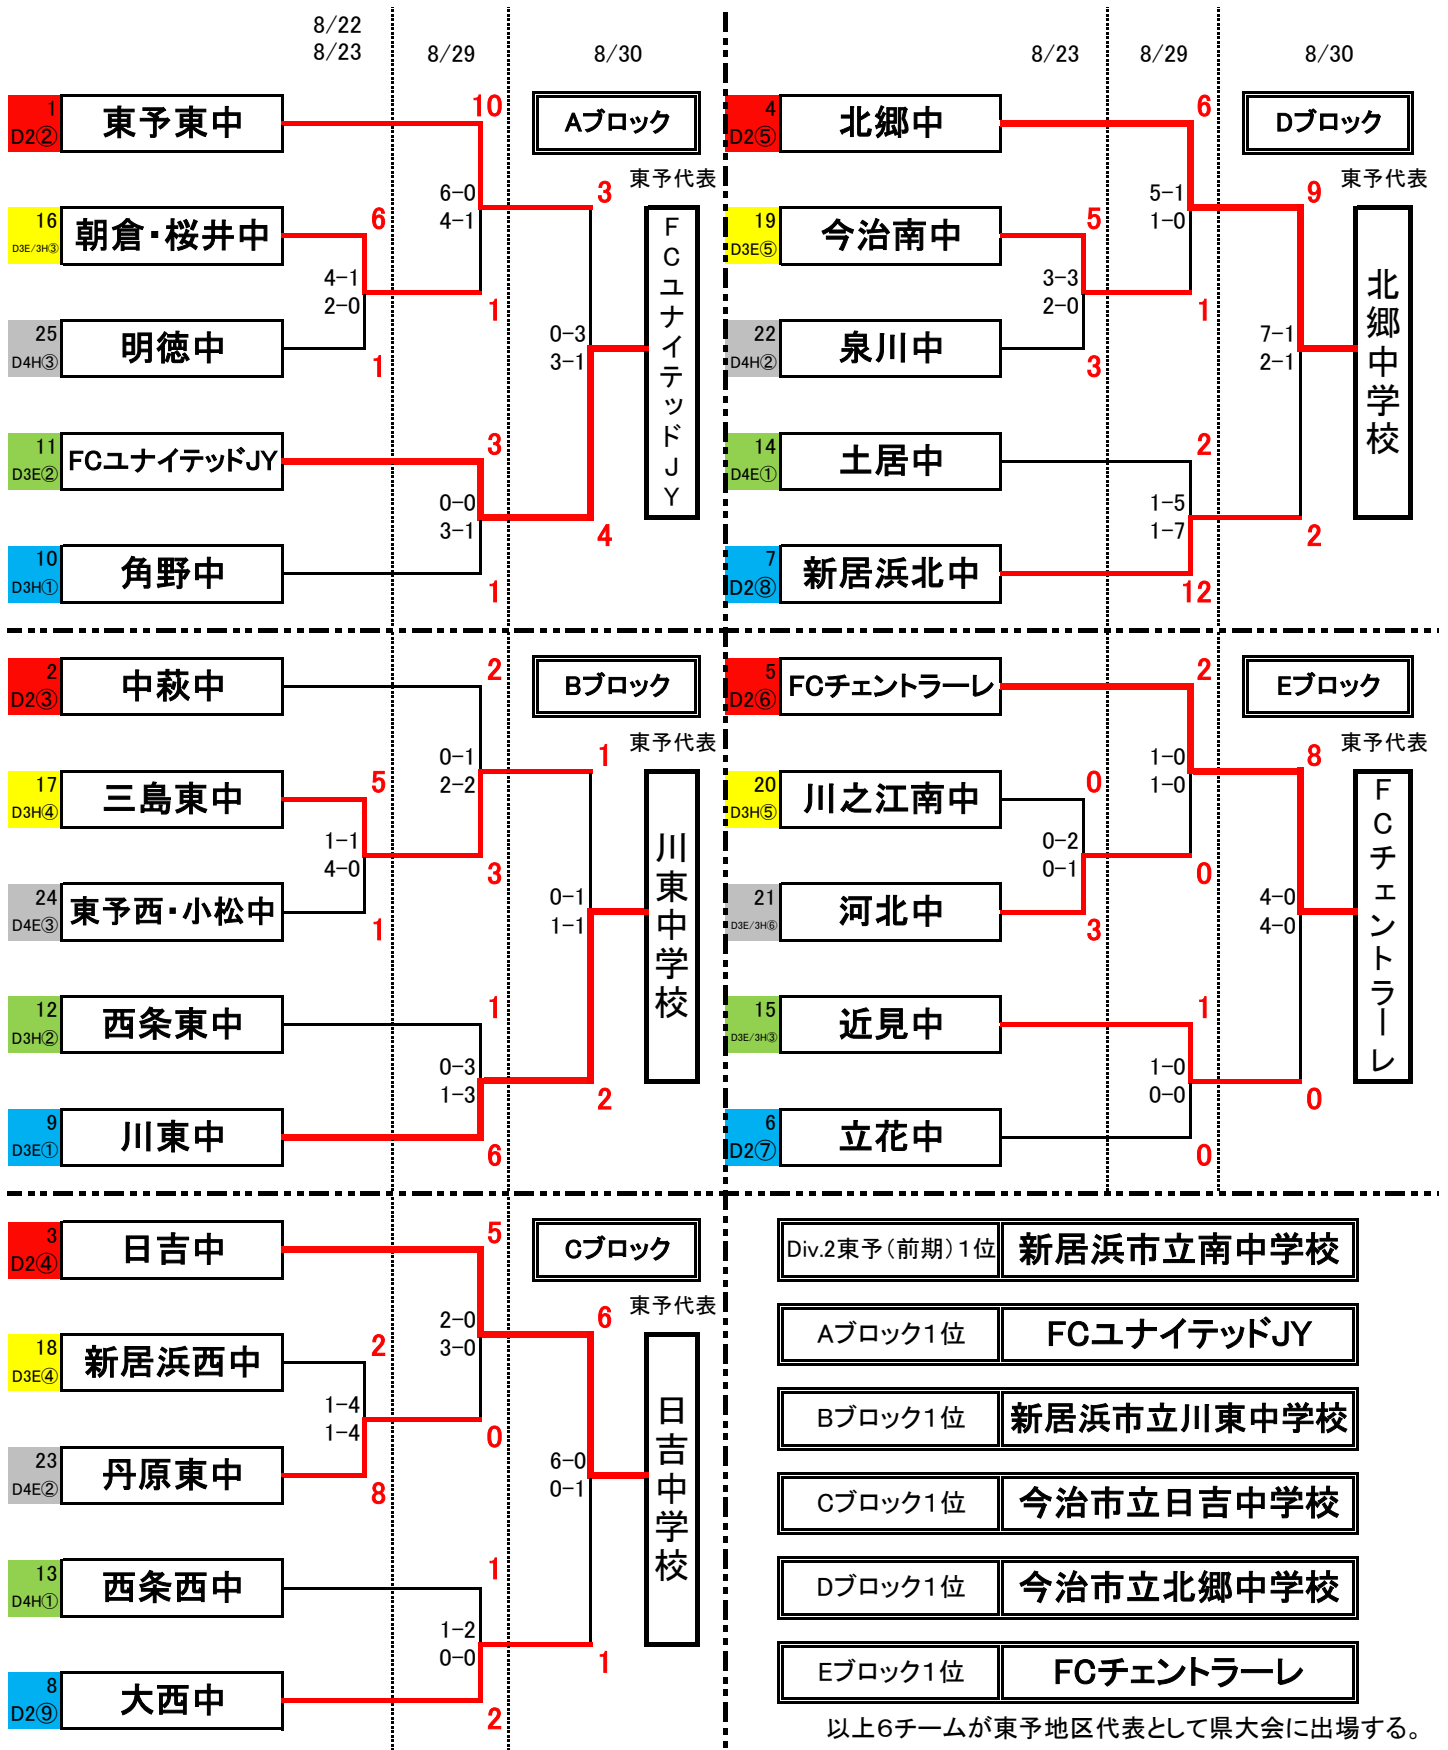 8/22
8/23
8/29
8/30
Aブロック
東予代表
1
D2②
東予東中
10
6-0
4-1
3
16
D3E/3H③
朝倉・桜井中
6
4-1
2-0
1
25
D4H③
明徳中
1
0-3
3-1
FCユナイテッドJY
11
D3E②
FCユナイテッドJY
3
0-0
3-1
4
10
D3H①
角野中
1
8/23
8/29
8/30
Dブロック
東予代表
4
D2⑤
北郷中
6
5-1
1-0
9
19
D3E⑤
今治南中
5
3-3
2-0
1
22
D4H②
泉川中
3
7-1
2-1
北郷中学校
14
D4E①
土居中
2
1-5
1-7
2
7
D2⑧
新居浜北中
12
Bブロック
東予代表
2
D2③
中萩中
2
0-1
2-2
1
17
D3H④
三島東中
5
1-1
4-0
3
24
D4E③
東予西・小松中
1
0-1
1-1
川東中学校
12
D3H②
西条東中
1
0-3
1-3
2
9
D3E①
川東中
6
Eブロック
東予代表
5
D2⑥
FCチェントラーレ
2
1-0
1-0
8
20
D3H⑤
川之江南中
0
0-2
0-1
0
21
D3E/3H⑥
河北中
3
4-0
4-0
FCチェントラーレ
15
D3E/3H③
近見中
1
1-0
0-0
0
6
D2⑦
立花中
0
Cブロック
東予代表
3
D2④
日吉中
5
2-0
3-0
6
18
D3E④
新居浜西中
2
1-4
1-4
0
23
D4E②
丹原東中
8
6-0
0-1
日吉中学校
13
D4H①
西条西中
1
1-2
0-0
1
8
D2⑨
大西中
2
Div.2東予(前期)1位 新居浜市立南中学校
Aブロック1位 FCユナイテッドJY
Bブロック1位 新居浜市立川東中学校
Cブロック1位 今治市立日吉中学校
Dブロック1位 今治市立北郷中学校
Eブロック1位 FCチェントラーレ
以上6チームが東予地区代表として県大会に出場する。